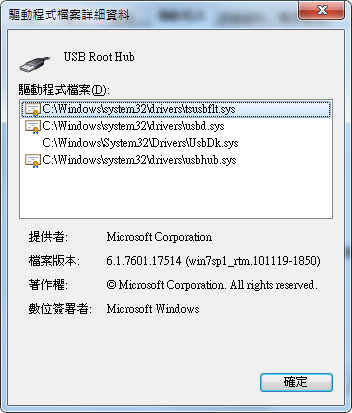 驅動程式檔案詳細資料
USB Root Hub
驅動程式檔案(D):
C:\Windows\system32\drivers\tsusbflt.sys
C:\Windows\system32\drivers\usbd.sys
C:\Windows\System32\Drivers\UsbDk.sys
C:\Windows\system32\drivers\usbhub.sys
提供者: Microsoft Corporation
檔案版本: 6.1.7601.17514 (win7sp1_rtm.101119-1850)
著作權: © Microsoft Corporation. All rights reserved.
數位簽署者: Microsoft Windows
確定